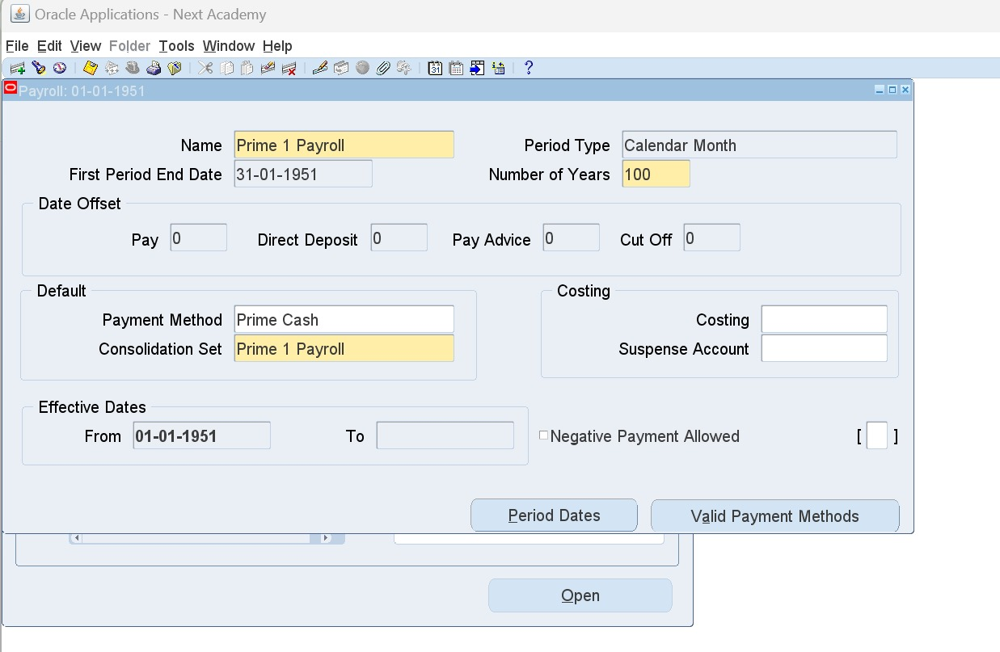 Oracle Applications - Next Academy
File Edit View Folder Tools Window Help
31 ?
Payroll: 01-01-1951
Name Prime 1 Payroll Period Type Calendar Month
First Period End Date 31-01-1951 Number of Years 100
Date Offset
Pay 0 Direct Deposit 0 Pay Advice 0 Cut Off 0
Default Costing
Payment Method Prime Cash Costing
Consolidation Set Prime 1 Payroll Suspense Account
Effective Dates
From 01-01-1951 To Negative Payment Allowed [ ]
Period Dates Valid Payment Methods
Open